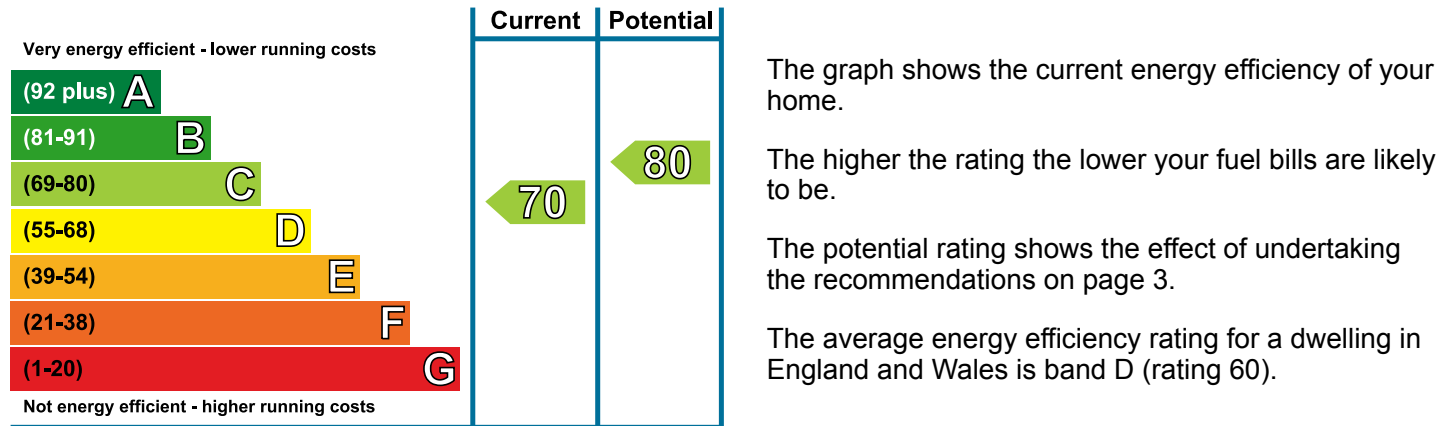 Current Potential
Very energy efficient - lower running costs
(92 plus) A
(81-91) B
(69-80) C
(55-68) D
(39-54) E
(21-38) F
(1-20) G
Not energy efficient - higher running costs
70
80
The graph shows the current energy efficiency of your
home.
The higher the rating the lower your fuel bills are likely
to be.
The potential rating shows the effect of undertaking
the recommendations on page 3.
The average energy efficiency rating for a dwelling in
England and Wales is band D (rating 60).